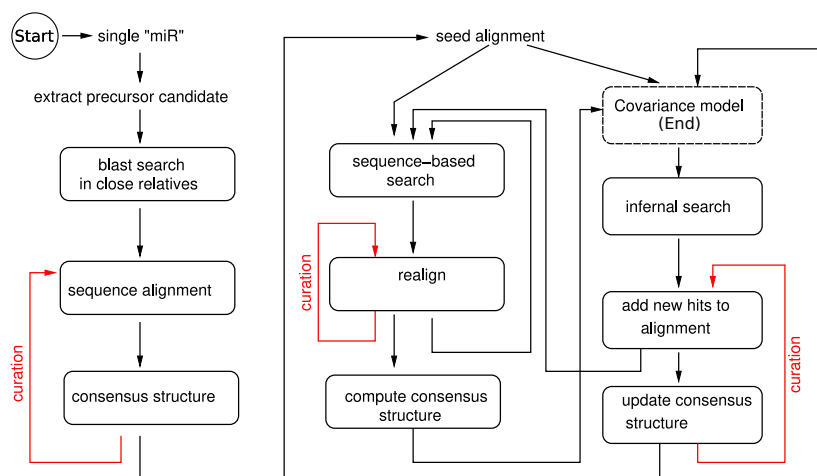 Start
single "miR"
extract precursor candidate
blast search
in close relatives
sequence alignment
curation
consensus structure
seed alignment
sequence−based
search
curation
realign
compute consensus
structure
Covariance model
(End)
infernal search
add new hits to
alignment
curation
update consensus
structure